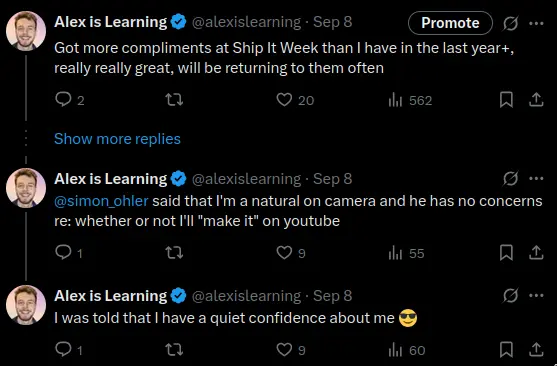 Alex is Learning @alexislearning · Sep 8 Promote
Got more compliments at Ship It Week than I have in the last year+,
really really great, will be returning to them often
2 20 562
Show more replies
Alex is Learning @alexislearning · Sep 8
@simon_ohler said that I'm a natural on camera and he has no concerns
re: whether or not I'll "make it" on youtube
1 9 55
Alex is Learning @alexislearning · Sep 8
I was told that I have a quiet confidence about me 😎
1 9 60